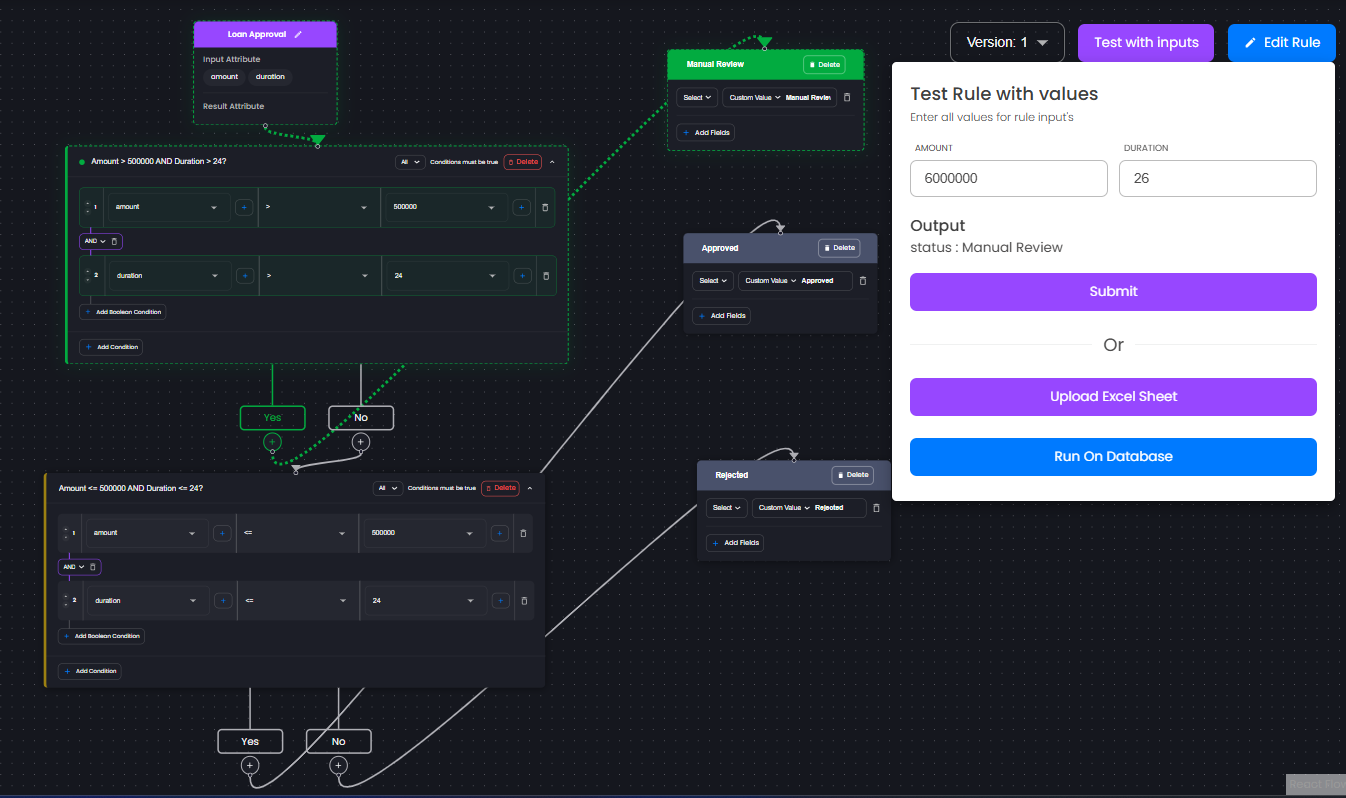 Loan Approval
Input Attribute
amount duration
Result Attribute
Amount > 500000 AND Duration > 24?
All Conditions must be true Delete
1 amount + > 500000 +
AND
2 duration + > 24 +
+ Add Boolean Condition
+ Add Condition
Yes No
+ +
Amount <= 500000 AND Duration <= 24?
All Conditions must be true Delete
1 amount + <= 500000 +
AND
2 duration + <= 24 +
+ Add Boolean Condition
+ Add Condition
Yes No
+ +
Manual Review Delete
Select Custom Value Manual Review
+ Add Fields
Approved Delete
Select Custom Value Approved
+ Add Fields
Rejected Delete
Select Custom Value Rejected
+ Add Fields
Version: 1 Test with inputs Edit Rule
Test Rule with values
Enter all values for rule input's
AMOUNT DURATION
6000000 26
Output
status : Manual Review
Submit
Or
Upload Excel Sheet
Run On Database
React Flow